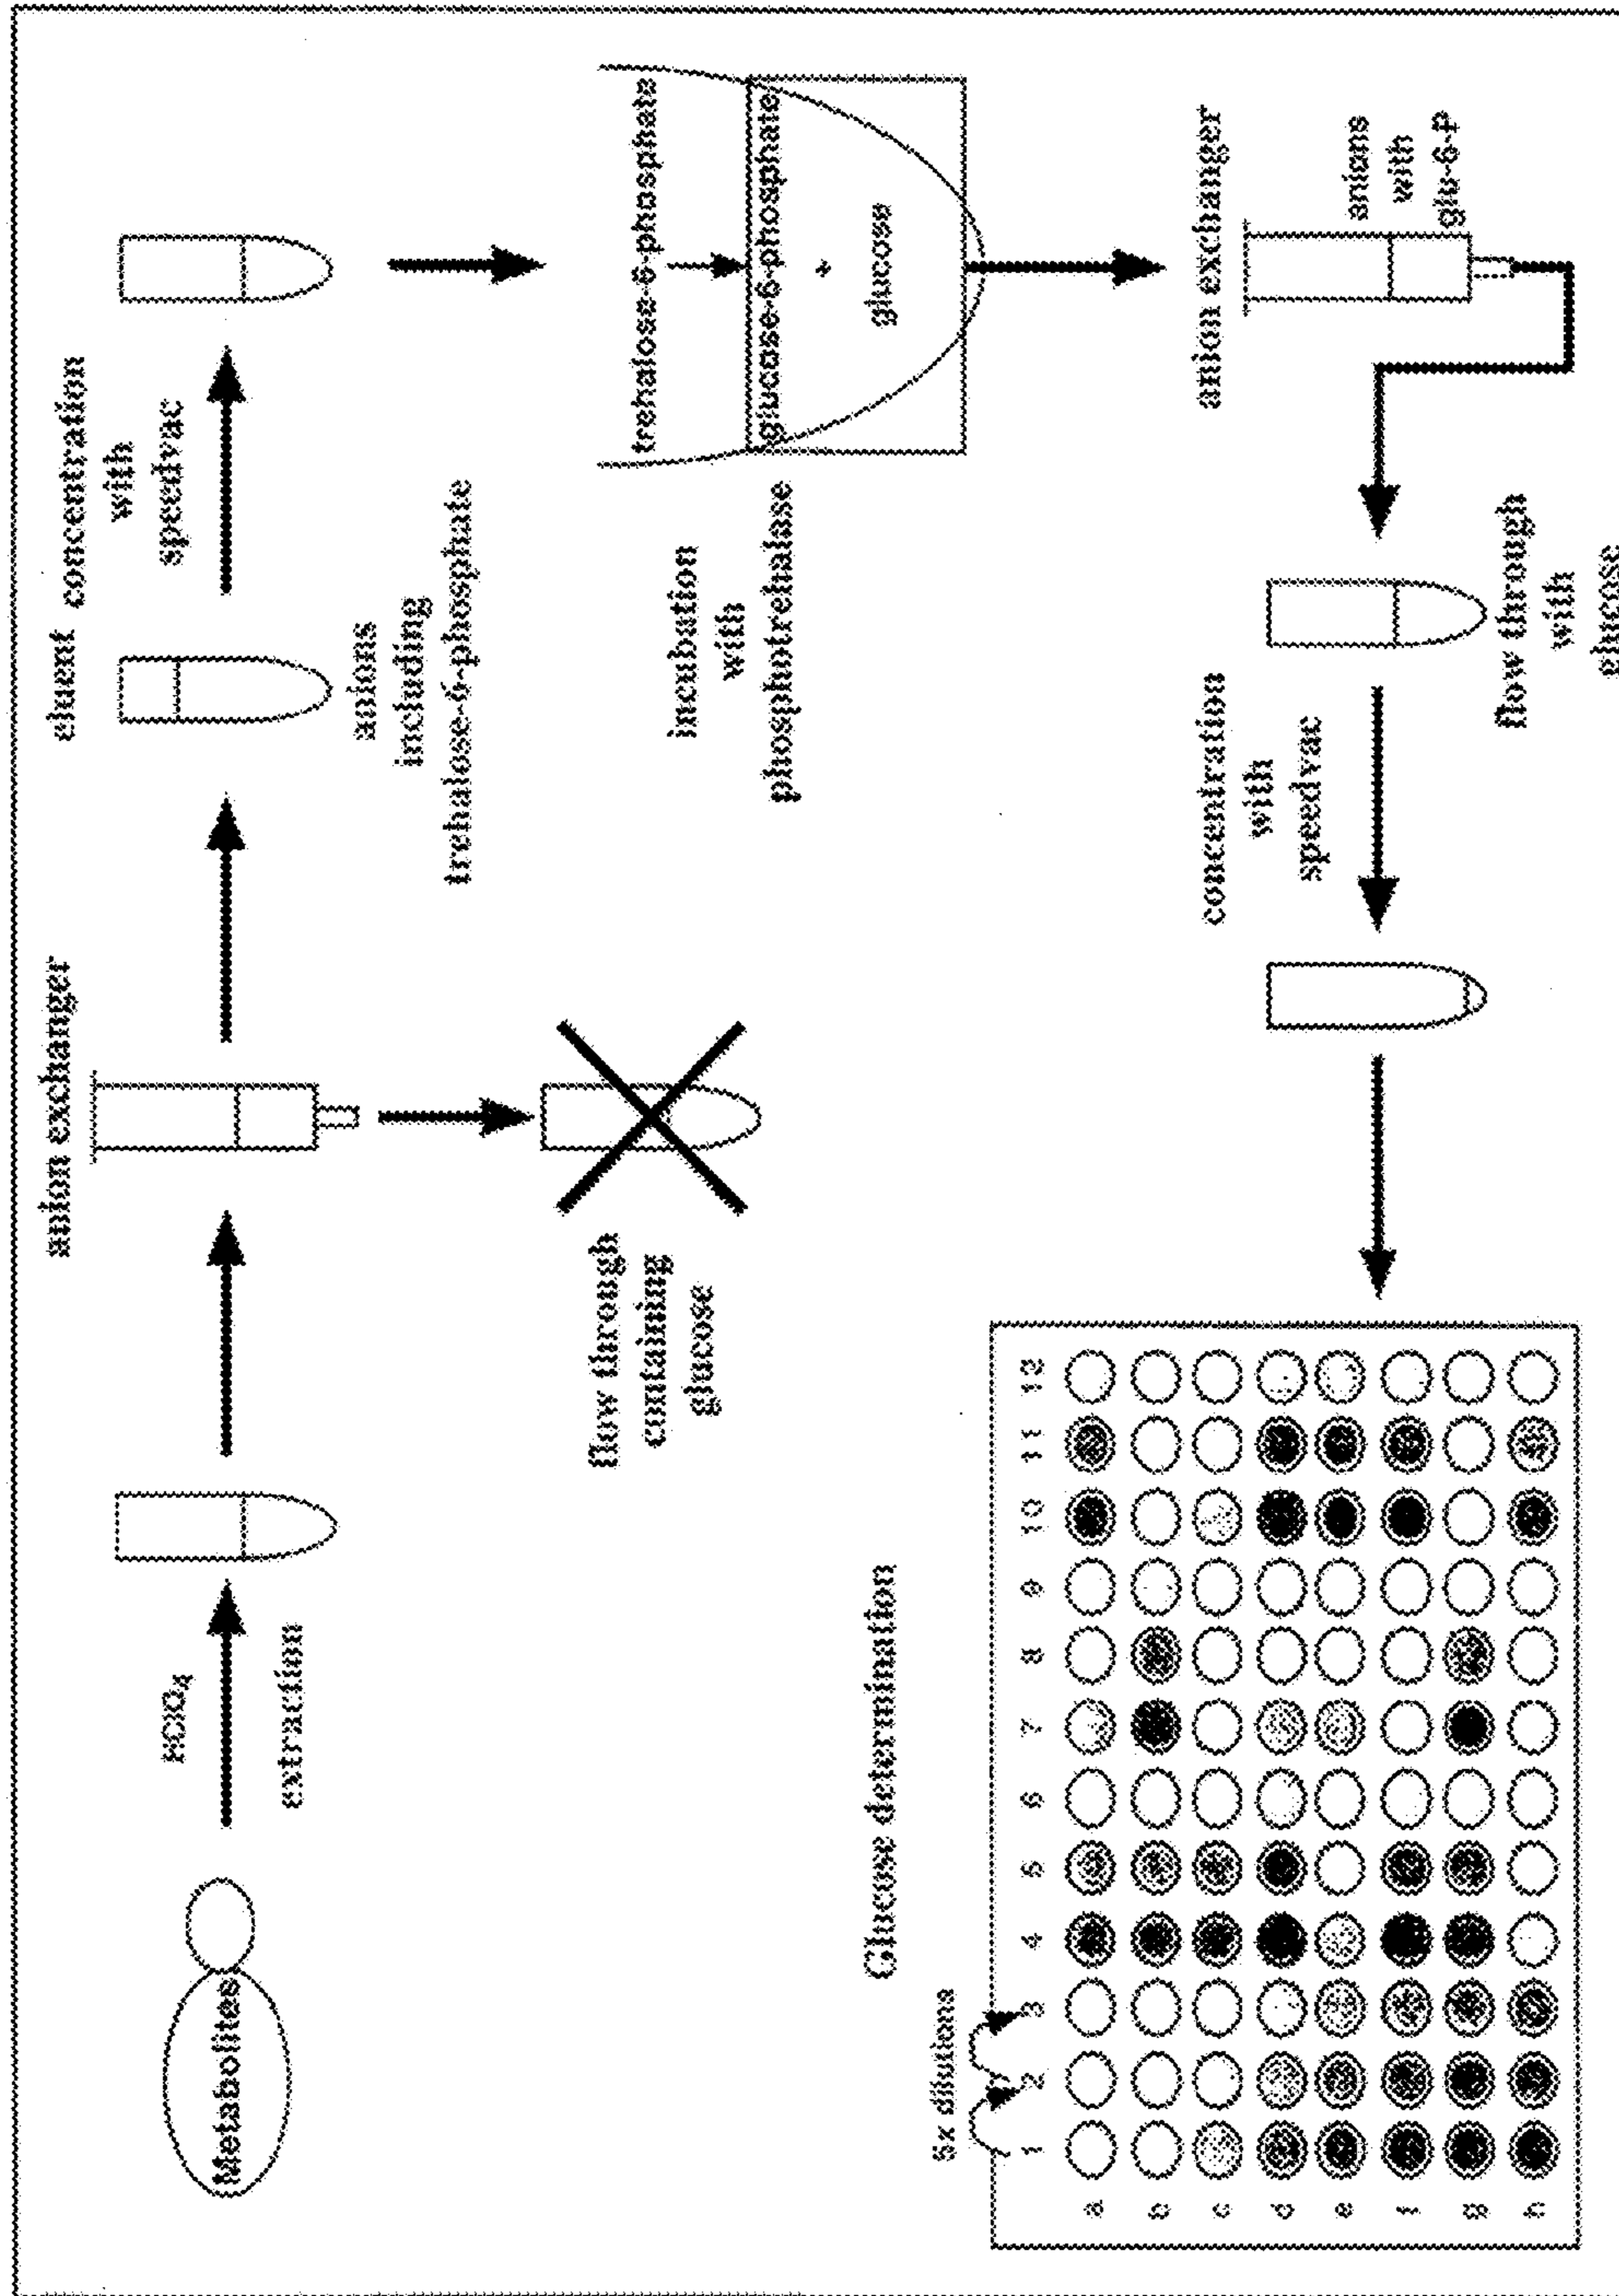 Metabolites
HClO4
extraction
anion exchanger
flow through
containing
glucose
eluent
anions
including
trehalose-6-phosphate
concentration
with
speedvac
incubation
with
phosphotrehalase
trehalose-6-phosphate
glucose-6-phosphate
+
glucose
anion exchanger
anions
with
glu-6-P
flow through
with
glucose
concentration
with
speedvac
Glucose determination
5x dilutions
1 2 3 4 5 6 7 8 9 10 11 12
a
b
c
d
e
f
g
h